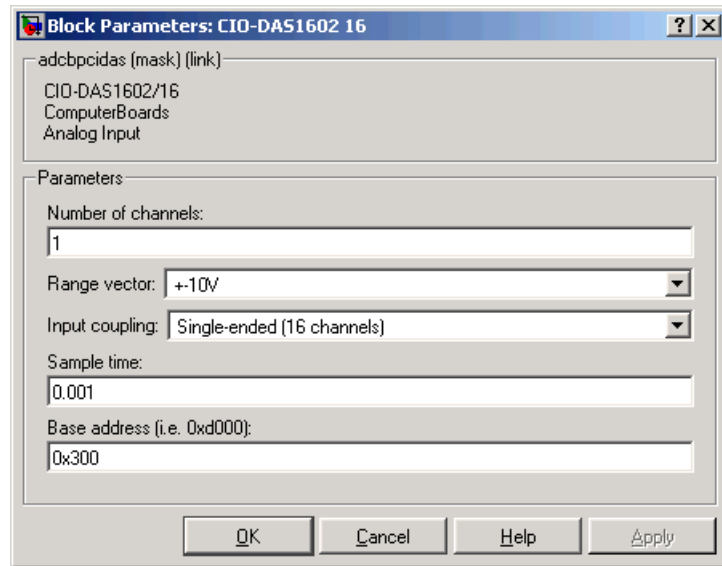 Block Parameters: CIO-DAS1602 16
adcbpcidas (mask) (link)
CIO-DAS1602/16
ComputerBoards
Analog Input
Parameters
Number of channels:
1
Range vector: +-10V
Input coupling: Single-ended (16 channels)
Sample time:
0.001
Base address (i.e. 0xd000):
0x300
OK Cancel Help Apply